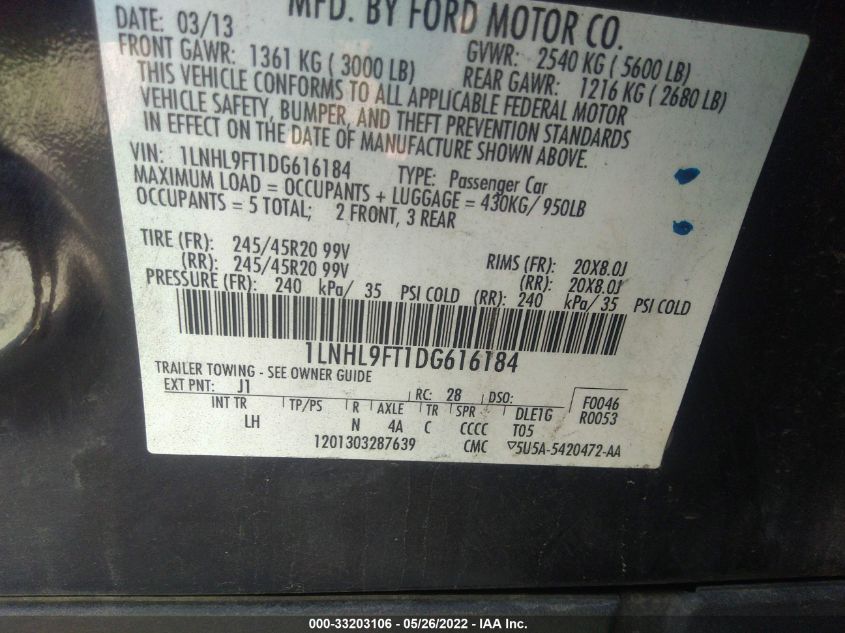 MFD. BY FORD MOTOR CO.
DATE: 03/13 GVWR: 2540 KG ( 5600 LB)
FRONT GAWR: 1361 KG ( 3000 LB) REAR GAWR: 1216 KG ( 2680 LB)
THIS VEHICLE CONFORMS TO ALL APPLICABLE FEDERAL MOTOR
VEHICLE SAFETY, BUMPER, AND THEFT PREVENTION STANDARDS
IN EFFECT ON THE DATE OF MANUFACTURE SHOWN ABOVE.
VIN: 1LNHL9FT1DG616184 TYPE: Passenger Car
MAXIMUM LOAD = OCCUPANTS + LUGGAGE = 430KG/ 950LB
OCCUPANTS = 5 TOTAL; 2 FRONT, 3 REAR
TIRE (FR): 245/45R20 99V RIMS (FR): 20X8.0J
(RR): 245/45R20 99V (RR): 20X8.0J
PRESSURE (FR): 240 kPa/ 35 PSI COLD (RR): 240 kPa/ 35 PSI COLD
1LNHL9FT1DG616184
TRAILER TOWING - SEE OWNER GUIDE
EXT PNT: J1 RC: 28 DSO: F0046
INT TR TP/PS R AXLE TR SPR DLE1G R0053
LH N 4A C CCCC T05
1201303287639 CMC ▽5U5A-5420472-AA
000-33203106 - 05/26/2022 - IAA Inc.